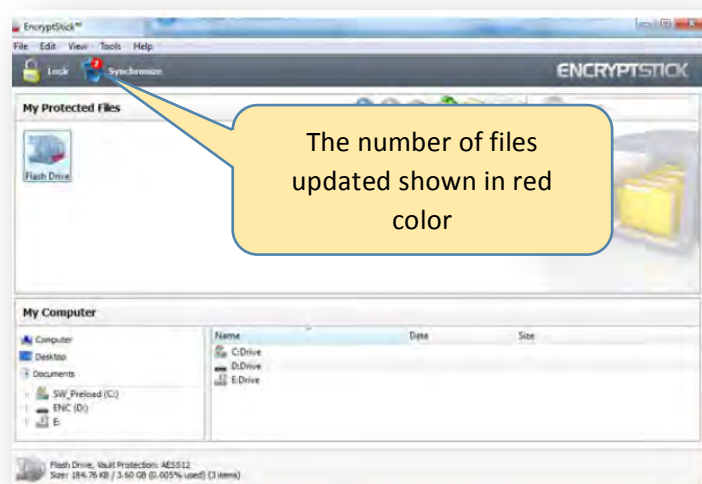 EncryptStick™
File Edit View Tools Help
Lock Synchronize
ENCRYPTSTICK
My Protected Files
The number of files
updated shown in red
color
Flash Drive
My Computer
Computer
Desktop
Documents
SW_Preload (C:)
ENC (D:)
E:
Name Date Size
C:Drive
D:Drive
E:Drive
Flash Drive, Vault Protection: AES512
Size: 184.76 KB / 3.60 GB (0.005% used) (3 items)